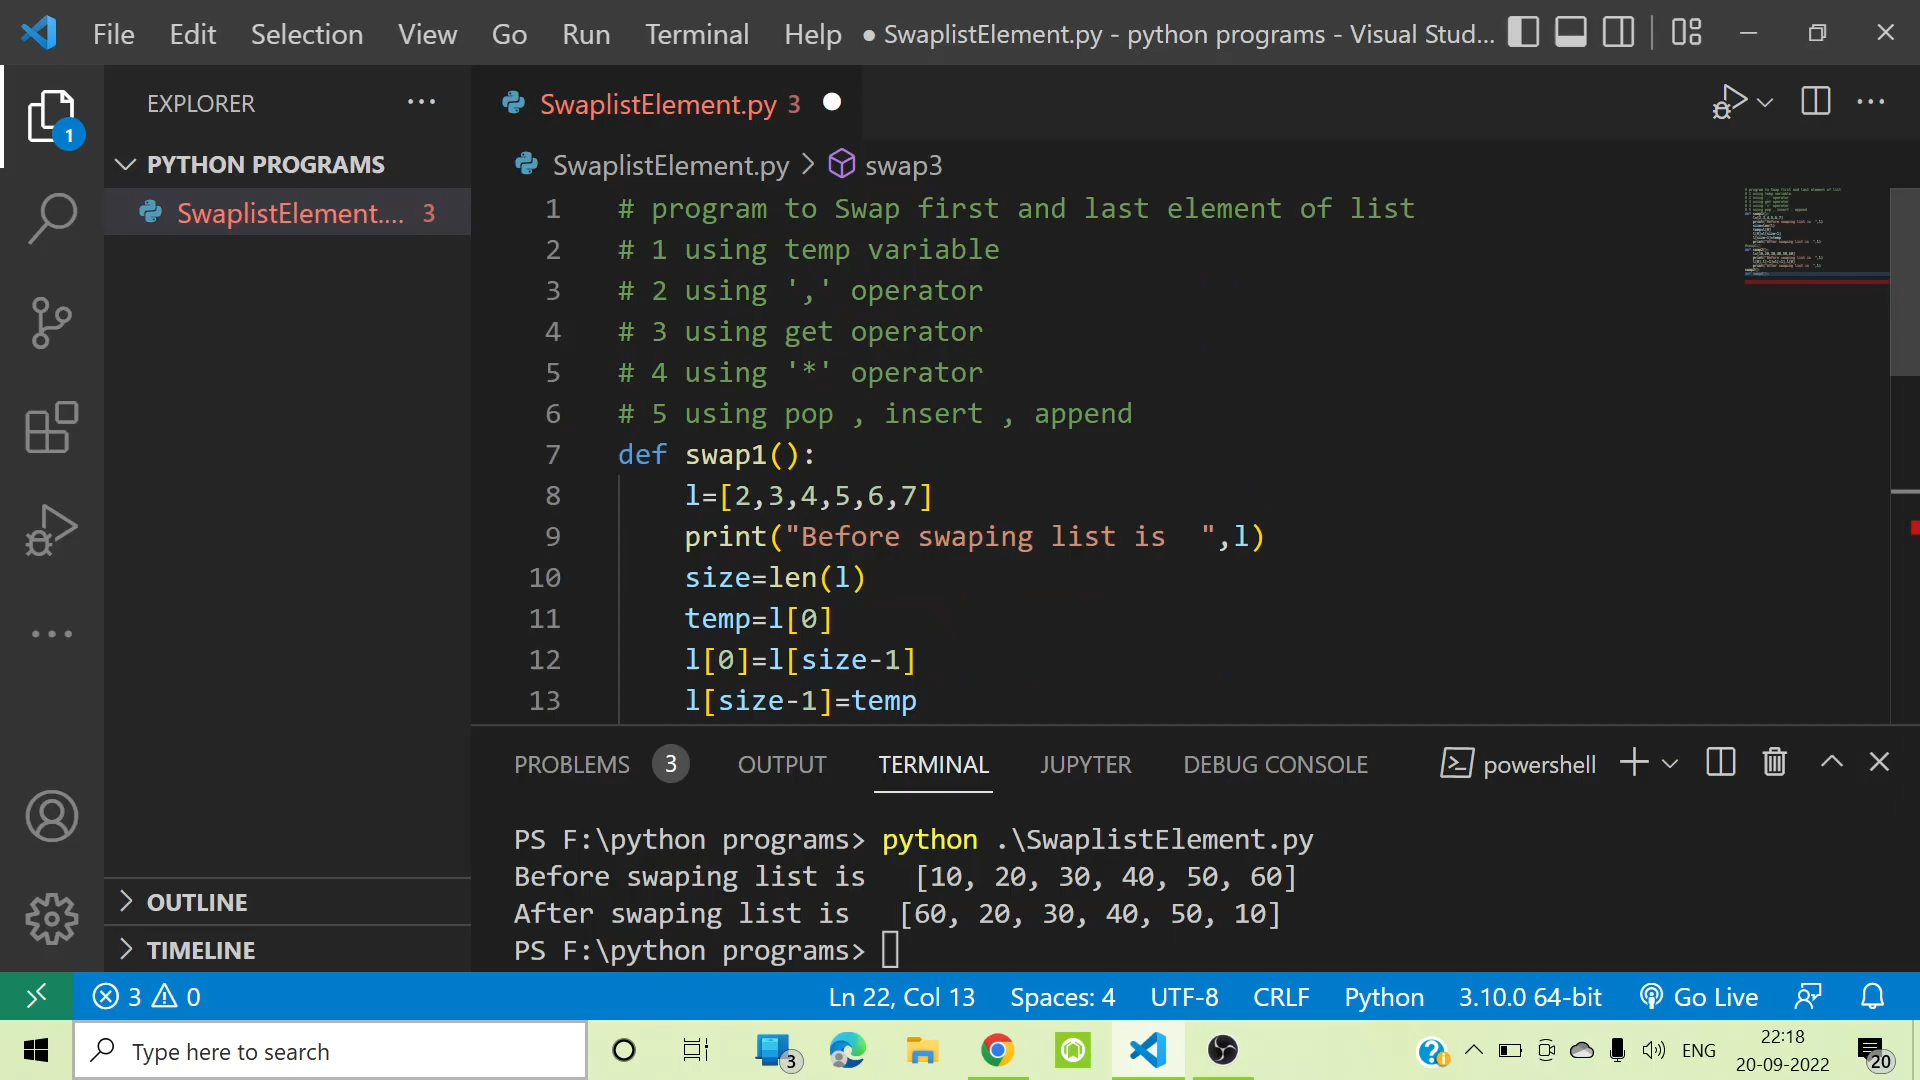 File Edit Selection View Go Run Terminal Help ● SwaplistElement.py - python programs - Visual Stud...
EXPLORER
PYTHON PROGRAMS
SwaplistElement.... 3
1
OUTLINE
TIMELINE
SwaplistElement.py 3
SwaplistElement.py > swap3
1 # program to Swap first and last element of list
2 # 1 using temp variable
3 # 2 using ',' operator
4 # 3 using get operator
5 # 4 using '*' operator
6 # 5 using pop , insert , append
7 def swap1():
8 l=[2,3,4,5,6,7]
9 print("Before swaping list is  ",l)
10 size=len(l)
11 temp=l[0]
12 l[0]=l[size-1]
13 l[size-1]=temp
PROBLEMS 3 OUTPUT TERMINAL JUPYTER DEBUG CONSOLE powershell
PS F:\python programs> python .\SwaplistElement.py
Before swaping list is   [10, 20, 30, 40, 50, 60]
After swaping list is   [60, 20, 30, 40, 50, 10]
PS F:\python programs>
3 0 Ln 22, Col 13 Spaces: 4 UTF-8 CRLF Python 3.10.0 64-bit Go Live
Type here to search 3 ENG 22:18
20-09-2022 20